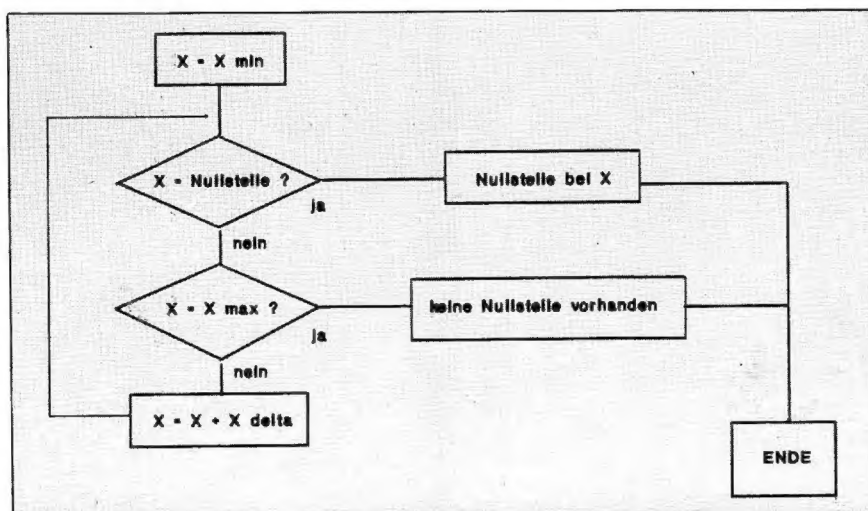 X = X min
X = Nullstelle ?
ja
Nullstelle bei X
nein
X = X max ?
ja
keine Nullstelle vorhanden
nein
X = X + X delta
ENDE